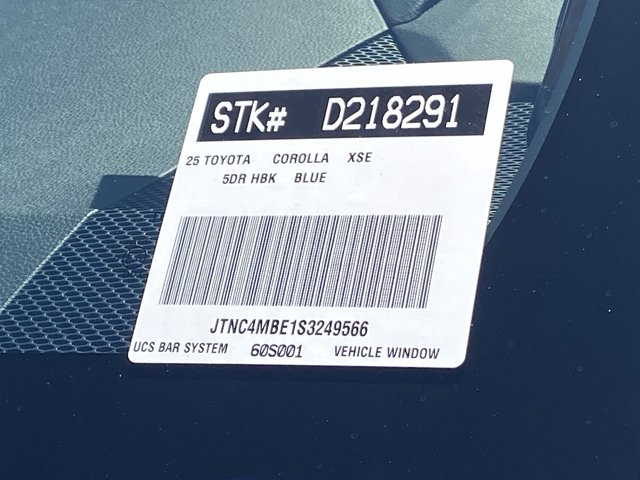 STK# D218291
25 TOYOTA COROLLA XSE
5DR HBK BLUE
JTNC4MBE1S3249566
UCS BAR SYSTEM 60S001 VEHICLE WINDOW